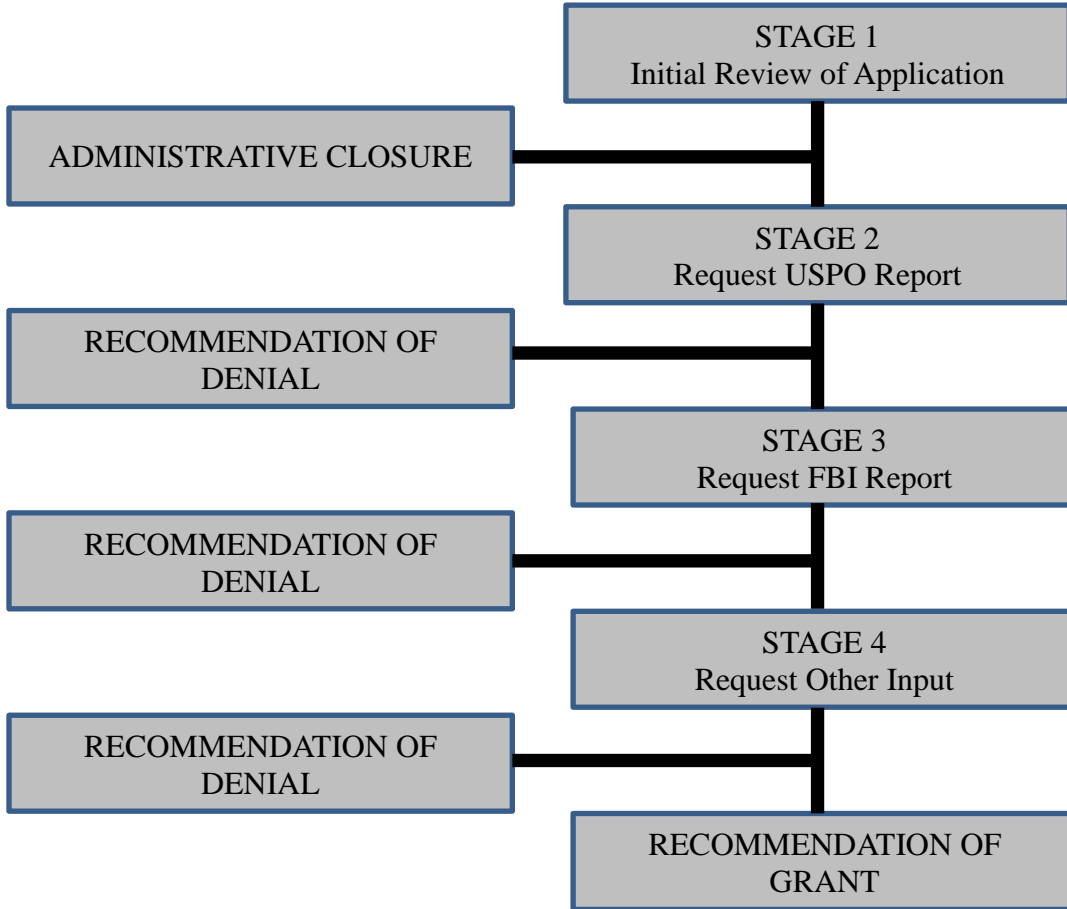 STAGE 1
Initial Review of Application
ADMINISTRATIVE CLOSURE
STAGE 2
Request USPO Report
RECOMMENDATION OF
DENIAL
STAGE 3
Request FBI Report
RECOMMENDATION OF
DENIAL
STAGE 4
Request Other Input
RECOMMENDATION OF
DENIAL
RECOMMENDATION OF
GRANT